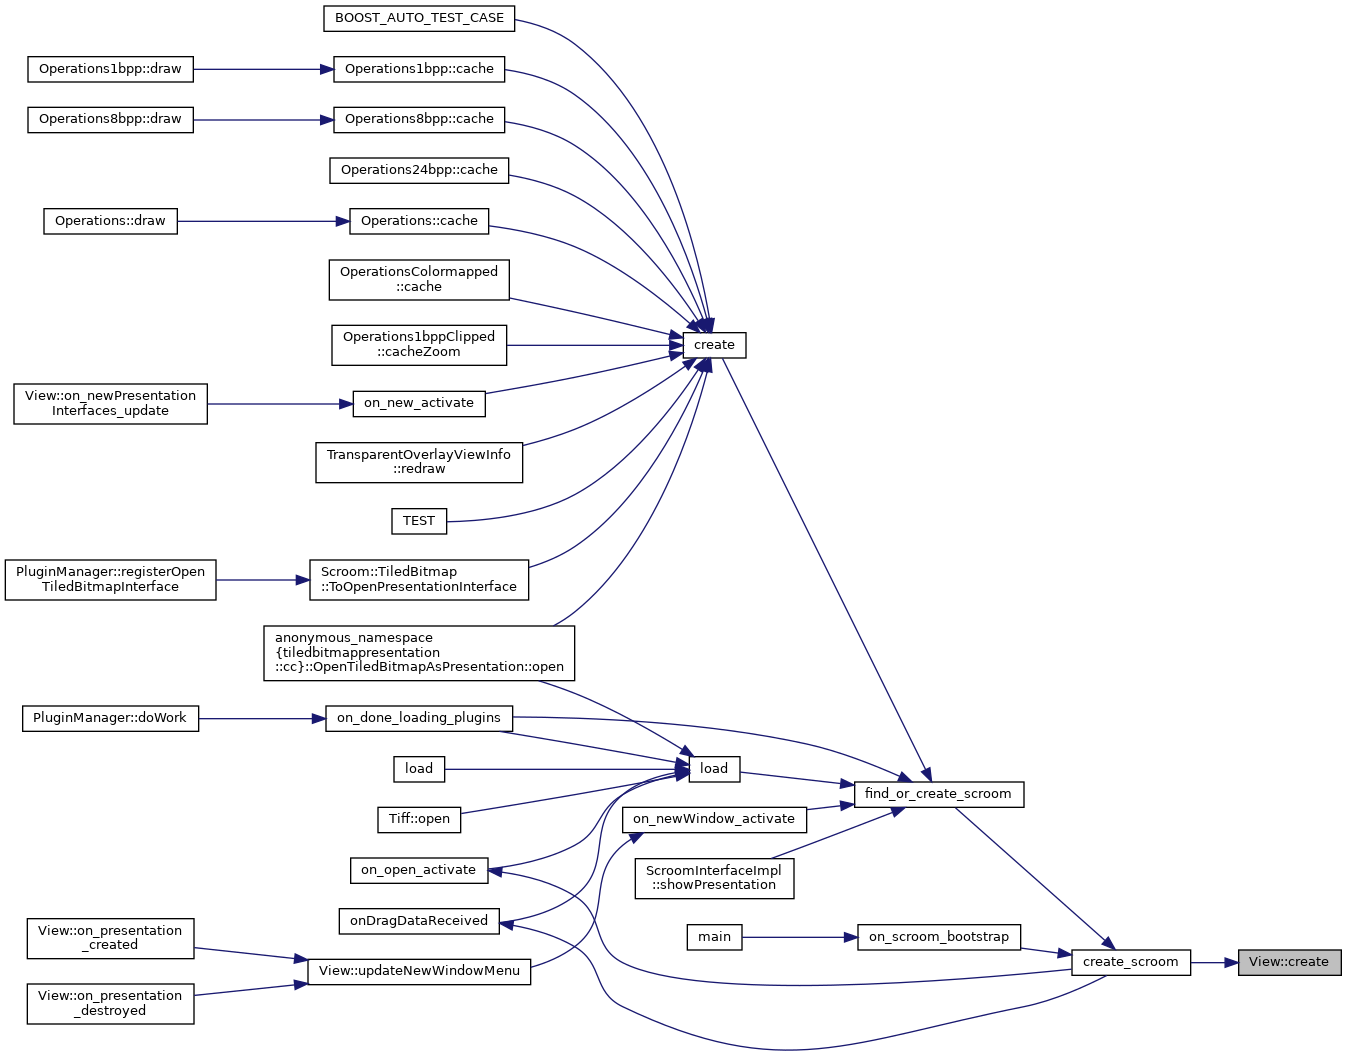 BOOST_AUTO_TEST_CASE
Operations1bpp::draw
Operations1bpp::cache
Operations8bpp::draw
Operations8bpp::cache
Operations24bpp::cache
Operations::draw
Operations::cache
OperationsColormapped
::cache
Operations1bppClipped
::cacheZoom
create
View::on_newPresentation
Interfaces_update
on_new_activate
TransparentOverlayViewInfo
::redraw
TEST
PluginManager::registerOpen
TiledBitmapInterface
Scroom::TiledBitmap
::ToOpenPresentationInterface
anonymous_namespace
{tiledbitmappresentation
::cc}::OpenTiledBitmapAsPresentation::open
PluginManager::doWork
on_done_loading_plugins
load
load
find_or_create_scroom
Tiff::open
on_newWindow_activate
on_open_activate
ScroomInterfaceImpl
::showPresentation
onDragDataReceived
View::on_presentation
_created
main
on_scroom_bootstrap
View::updateNewWindowMenu
create_scroom
View::create
View::on_presentation
_destroyed